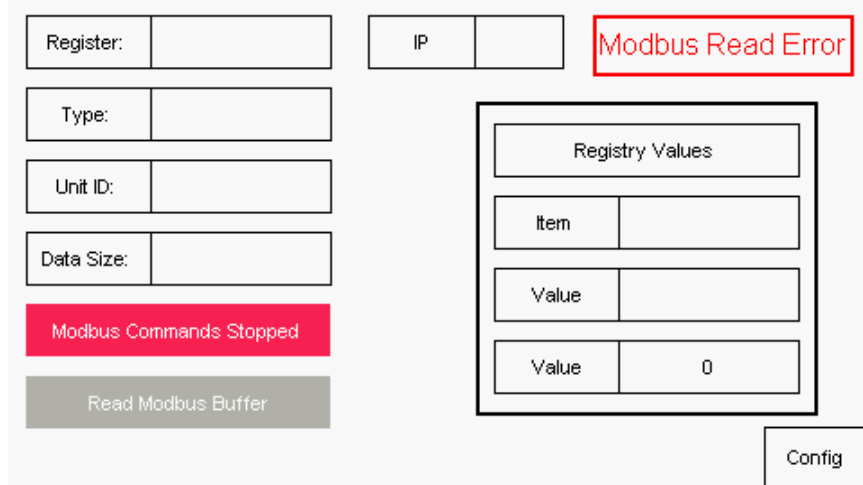 Register:
IP
Modbus Read Error
Type:
Registry Values
Unit ID:
Item
Data Size:
Value
Modbus Commands Stopped
Value 0
Read Modbus Buffer
Config